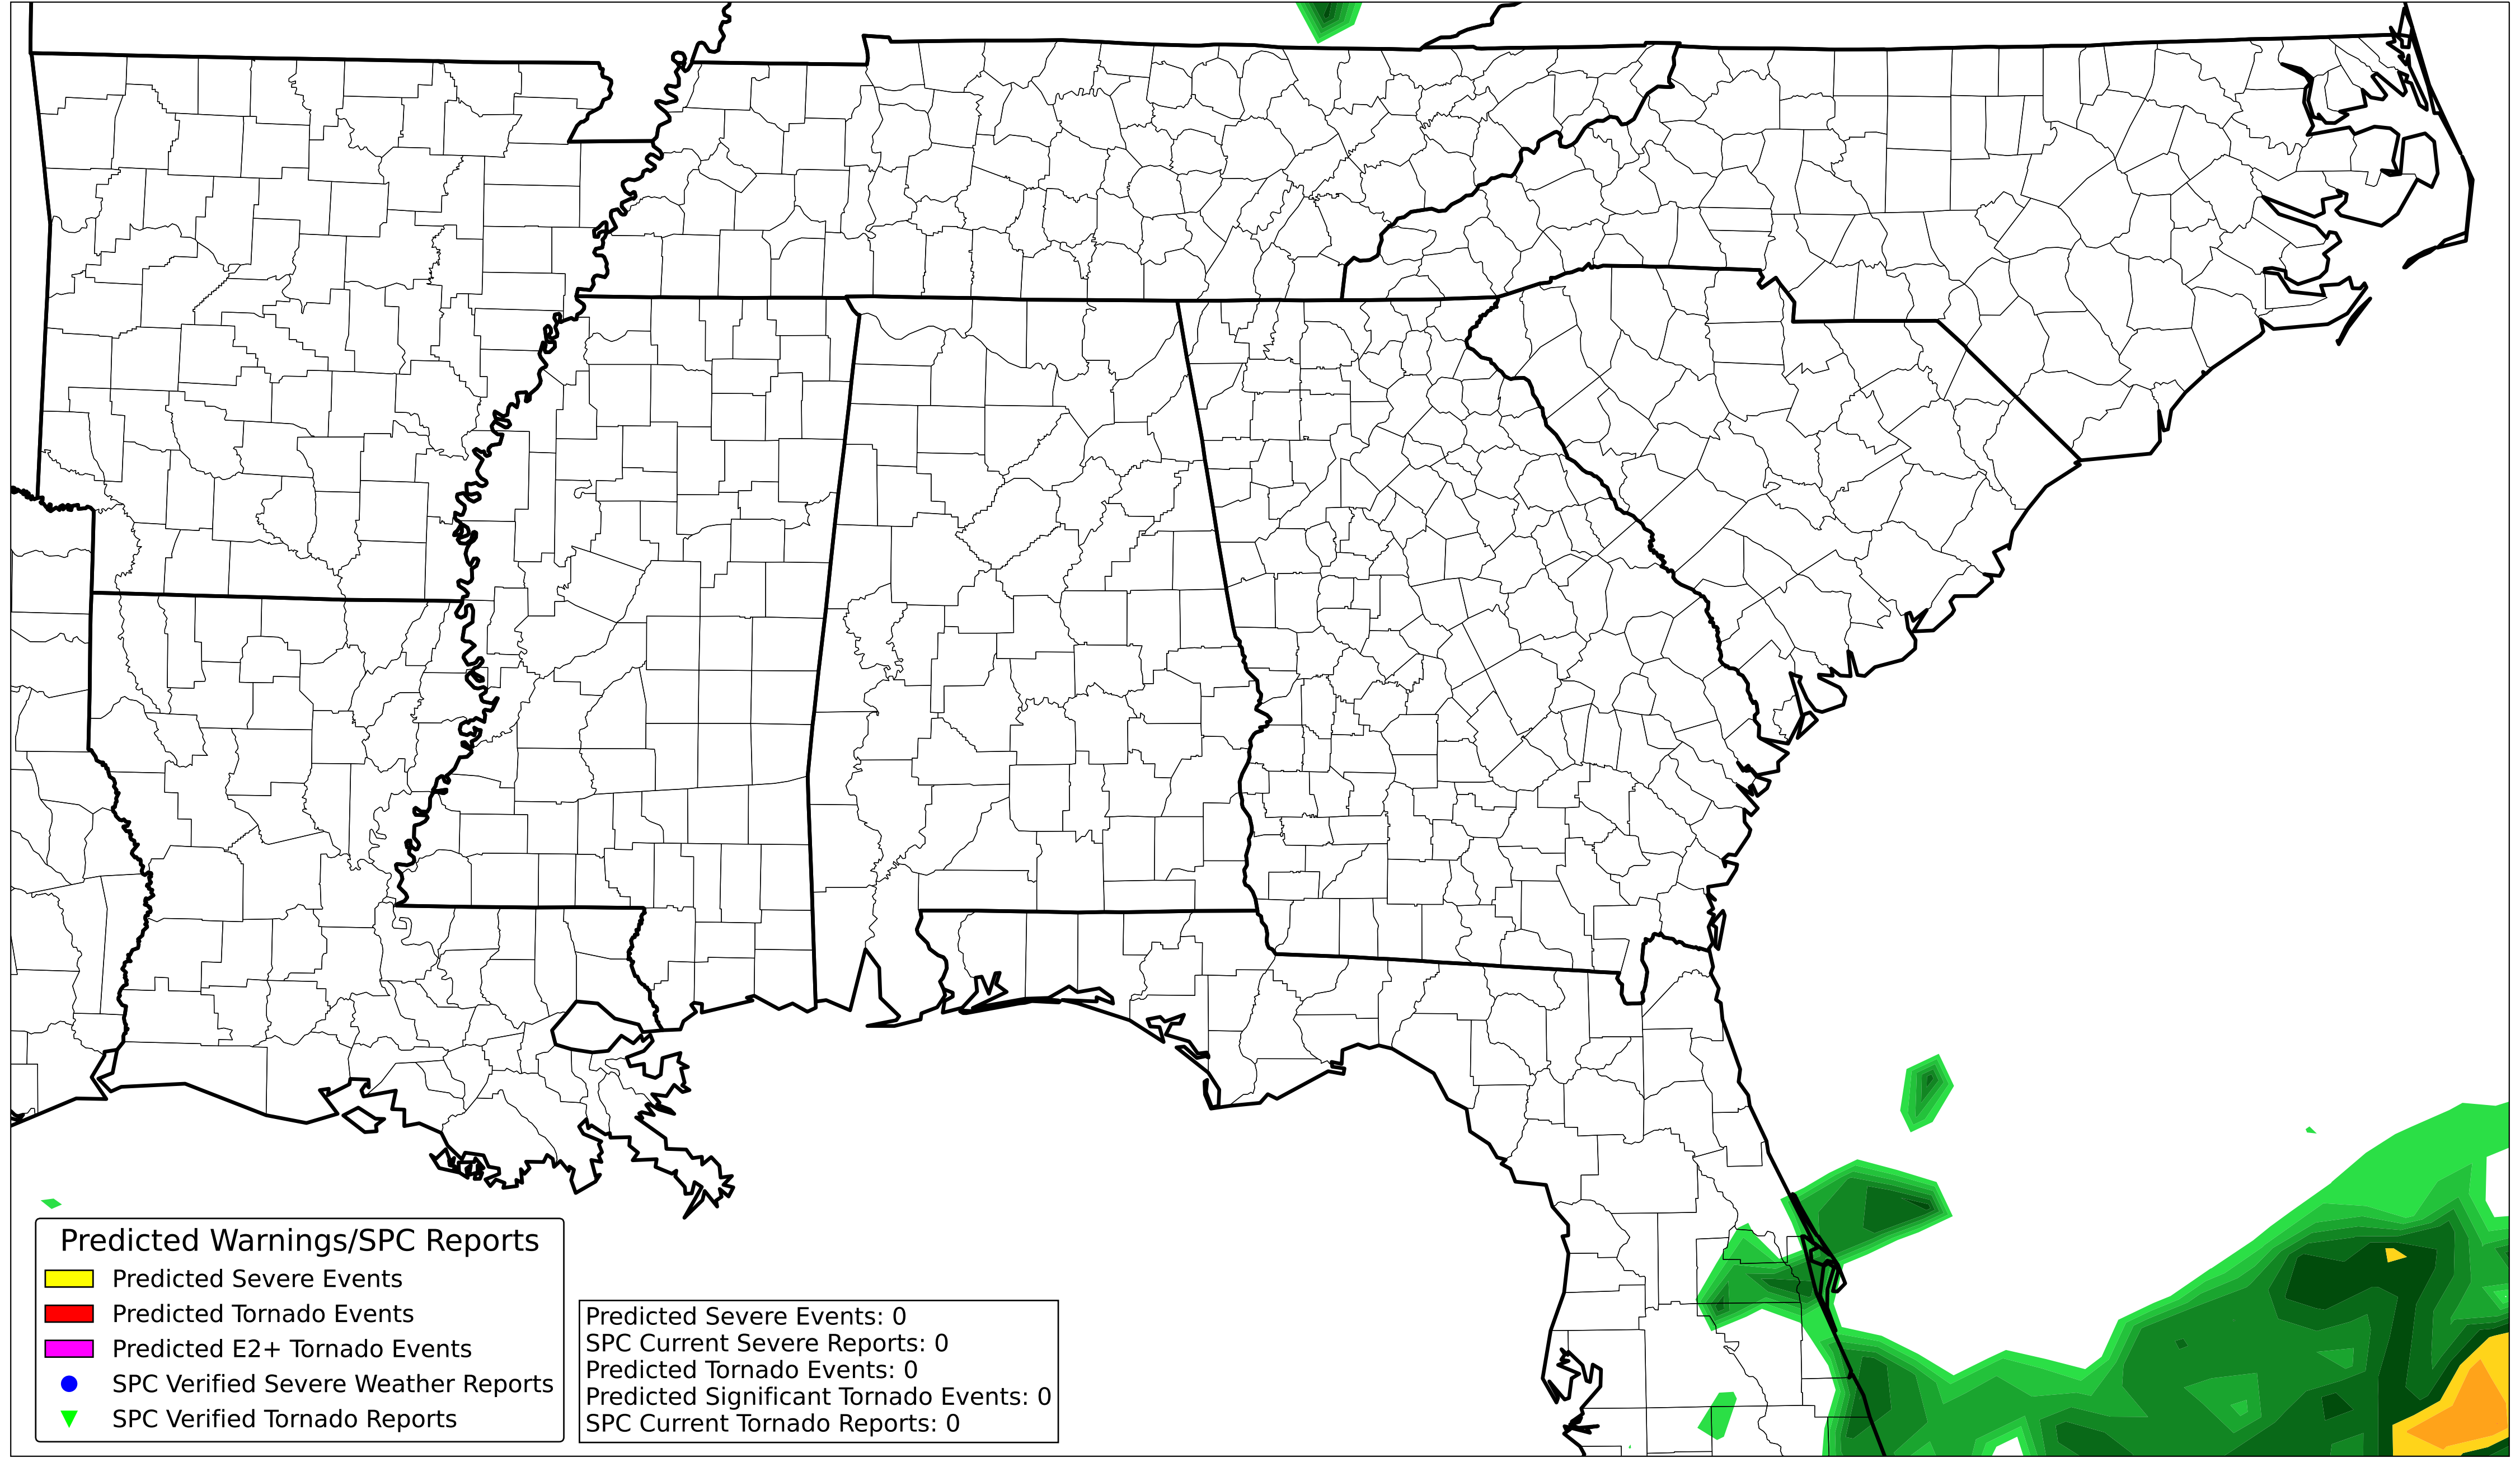 Predicted Warnings/SPC Reports
Predicted Severe Events
Predicted Tornado Events
Predicted E2+ Tornado Events
SPC Verified Severe Weather Reports
SPC Verified Tornado Reports
Predicted Severe Events: 0
SPC Current Severe Reports: 0
Predicted Tornado Events: 0
Predicted Significant Tornado Events: 0
SPC Current Tornado Reports: 0